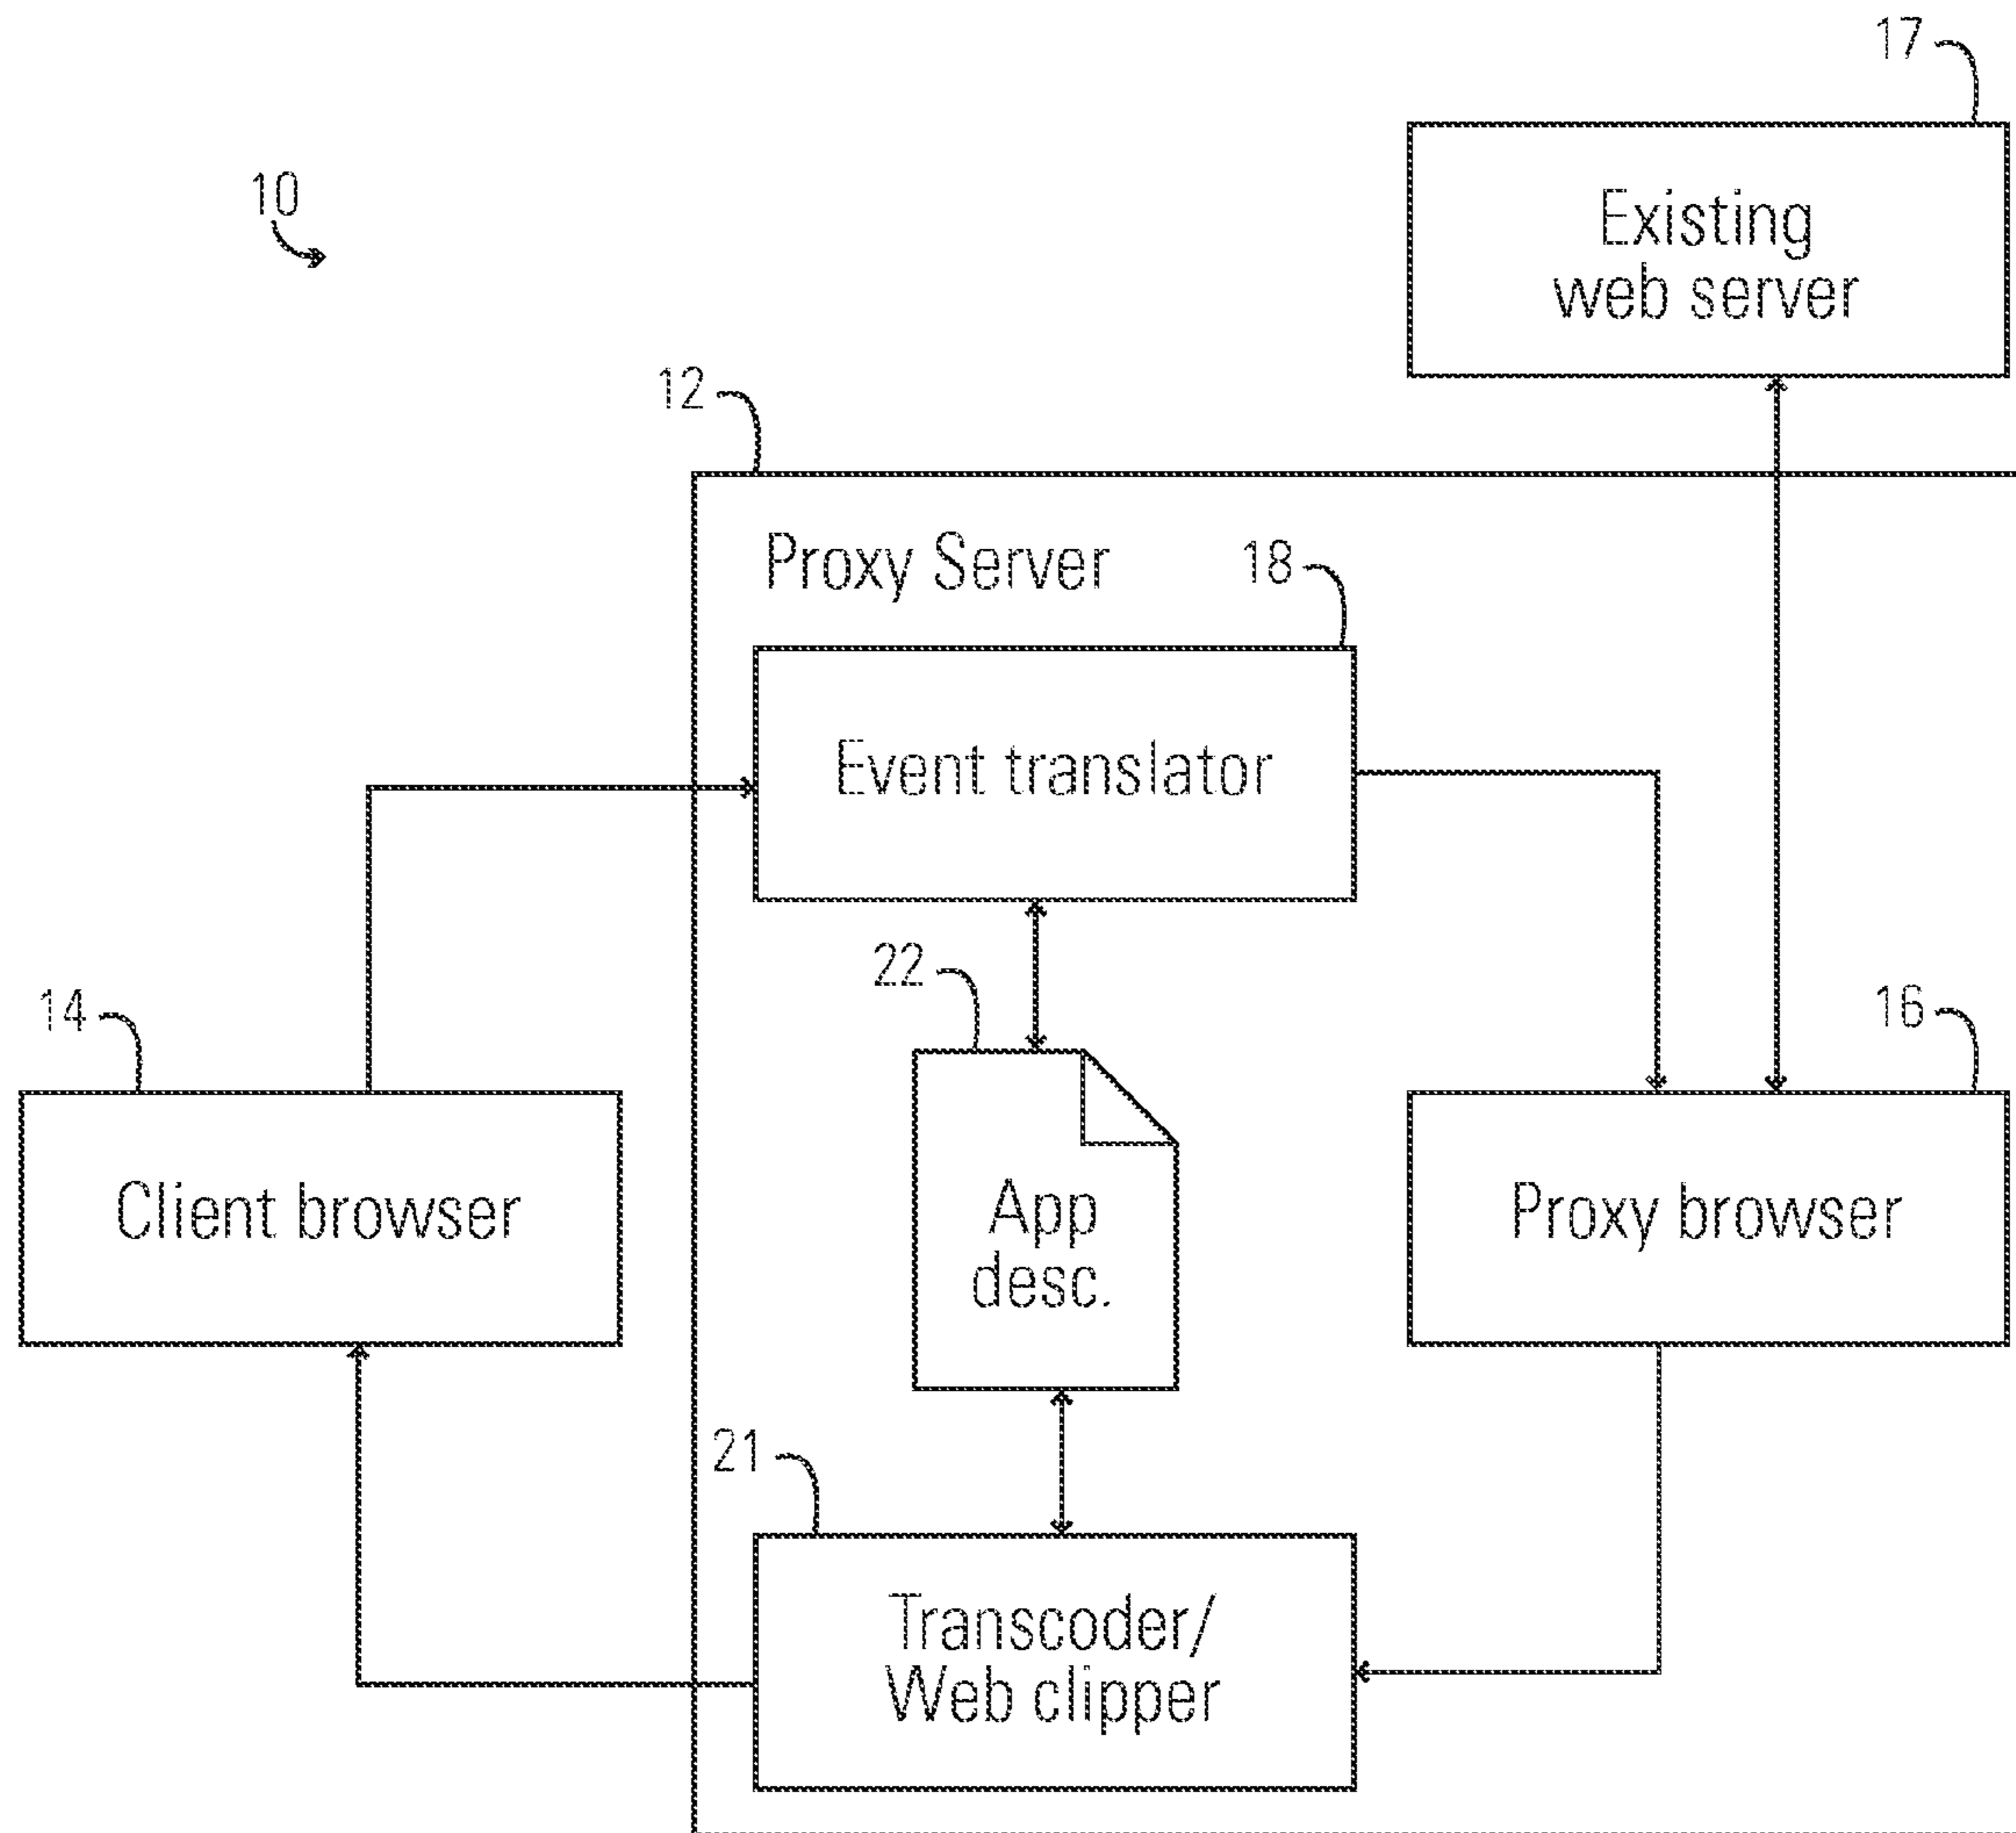 17
10
Existing
web server
12
Proxy Server
18
Event translator
22
14
16
Client browser
App
desc.
Proxy browser
21
Transcoder/
Web clipper